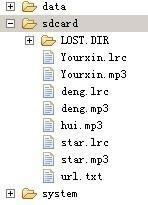 data
sdcard
LOST.DIR
Yourxin.lrc
Yourxin.mp3
deng.lrc
deng.mp3
hui.mp3
star.lrc
star.mp3
url.txt
system